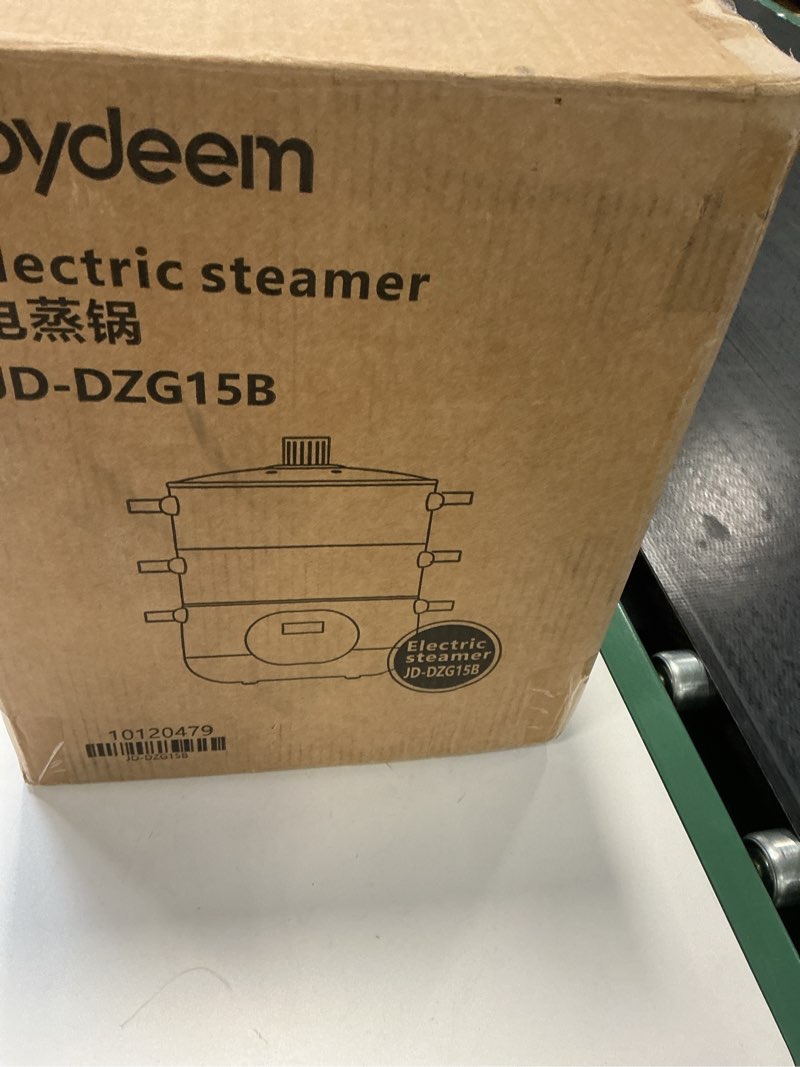 oydeem
lectric steamer
电蒸锅
JD-DZG15B
Electric
steamer
JD-DZG15B
10120479
JD-DZG15B